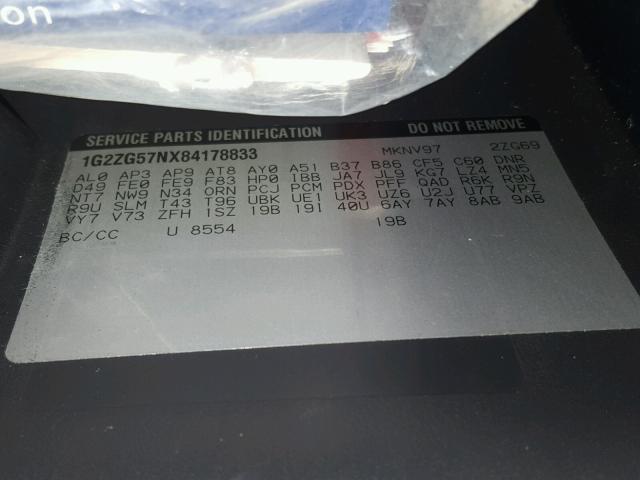 on
SERVICE PARTS IDENTIFICATION DO NOT REMOVE
1G2ZG57NX84178833 MKNV97 2ZG69
AL0 AP3 AP9 AT8 AY0 A51 B37 B86 CF5 C60 DNR
D49 FE0 FE9 F83 HP0 IBB JA7 JL9 KG7 LZ4 MN5
NT7 NW9 N34 ORN PCJ PCM PDX PFF QAD R6K R9N
R9U SLM T43 T96 UBK UE1 UK3 UZ6 U2J U77 VPZ
VY7 V73 ZFH 1SZ 19B 19I 40U 6AY 7AY 8AB 9AB
BC/CC U 8554 19B